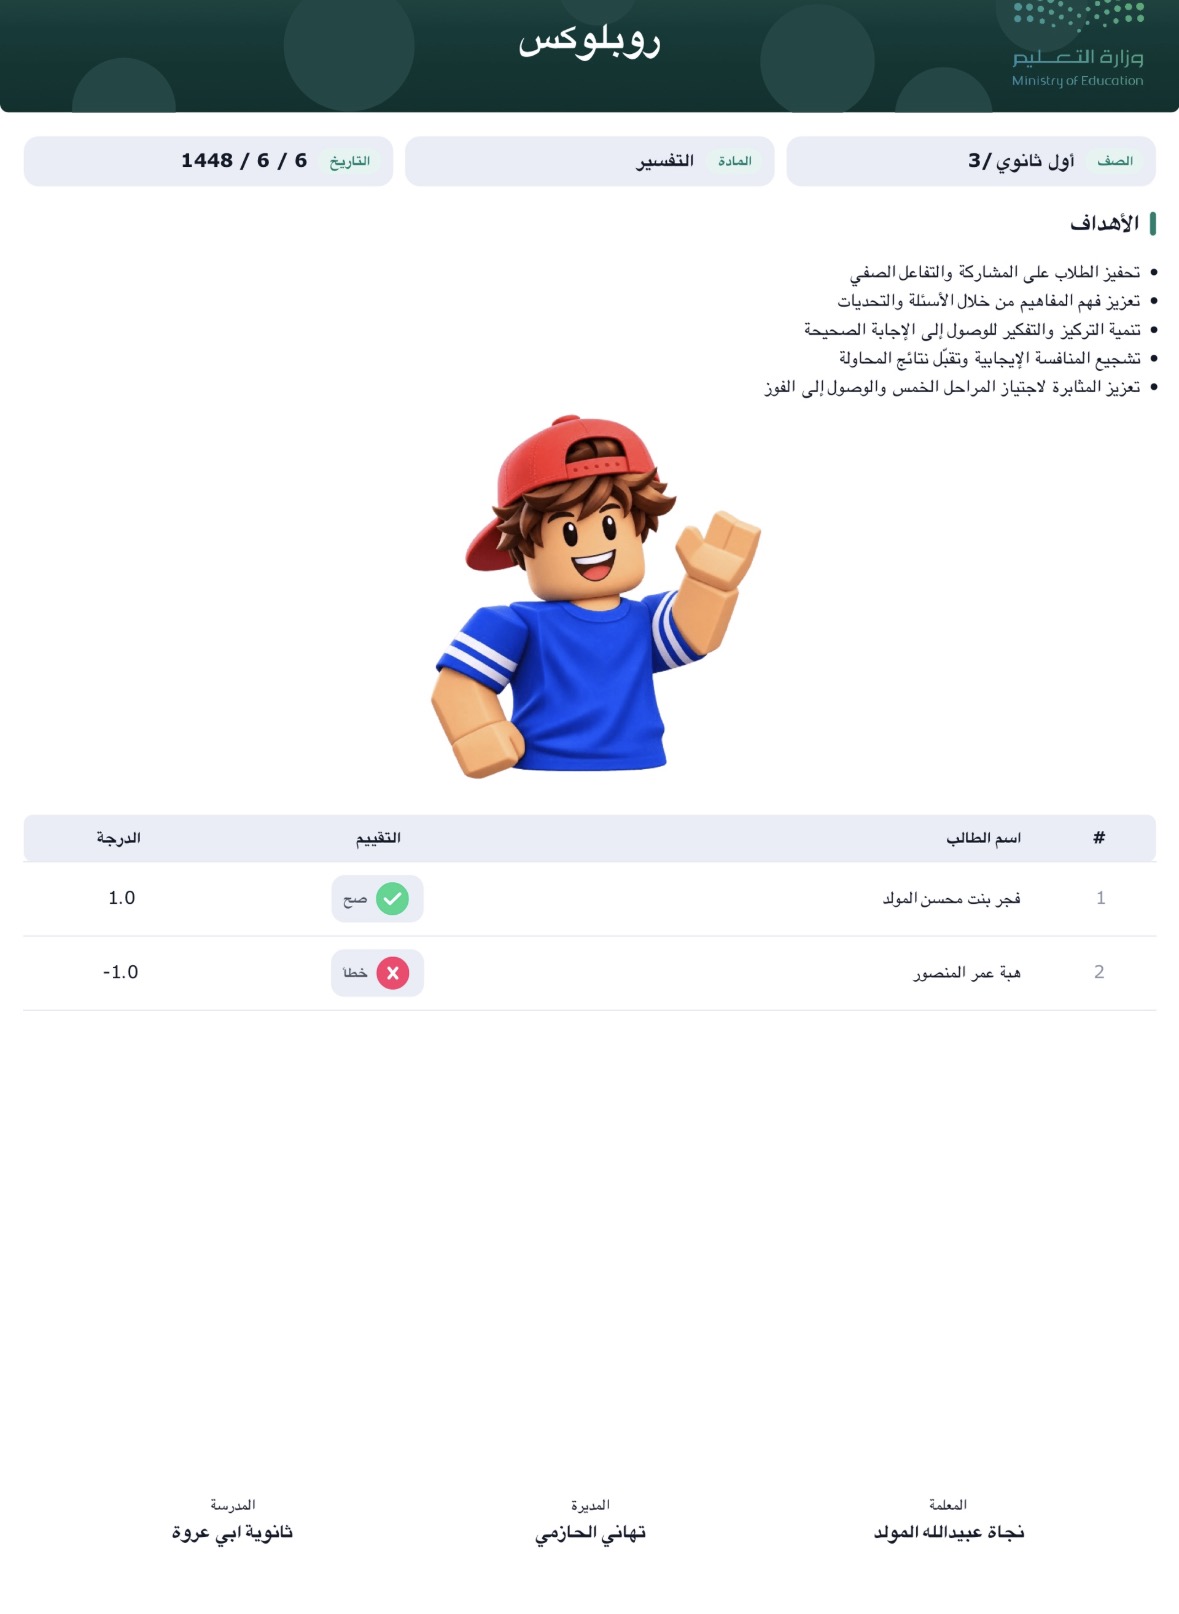 روبلوكس
وزارة التعليم
Ministry of Education
الصف أول ثانوي /3
المادة التفسير
التاريخ 6 / 6 / 1448
الأهداف
• تحفيز الطلاب على المشاركة والتفاعل الصفي
• تعزيز فهم المفاهيم من خلال الأسئلة والتحديات
• تنمية التركيز والتفكير للوصول إلى الإجابة الصحيحة
• تشجيع المنافسة الإيجابية وتقبّل نتائج المحاولة
• تعزيز المثابرة لاجتياز المراحل الخمس والوصول إلى الفوز
# اسم الطالب التقييم الدرجة
1 فجر بنت محسن المولد صح 1.0
2 هبة عمر المنصور خطأ -1.0
المعلمة المديرة المدرسة
نجاة عبيدالله المولد تهاني الحازمي ثانوية ابي عروة